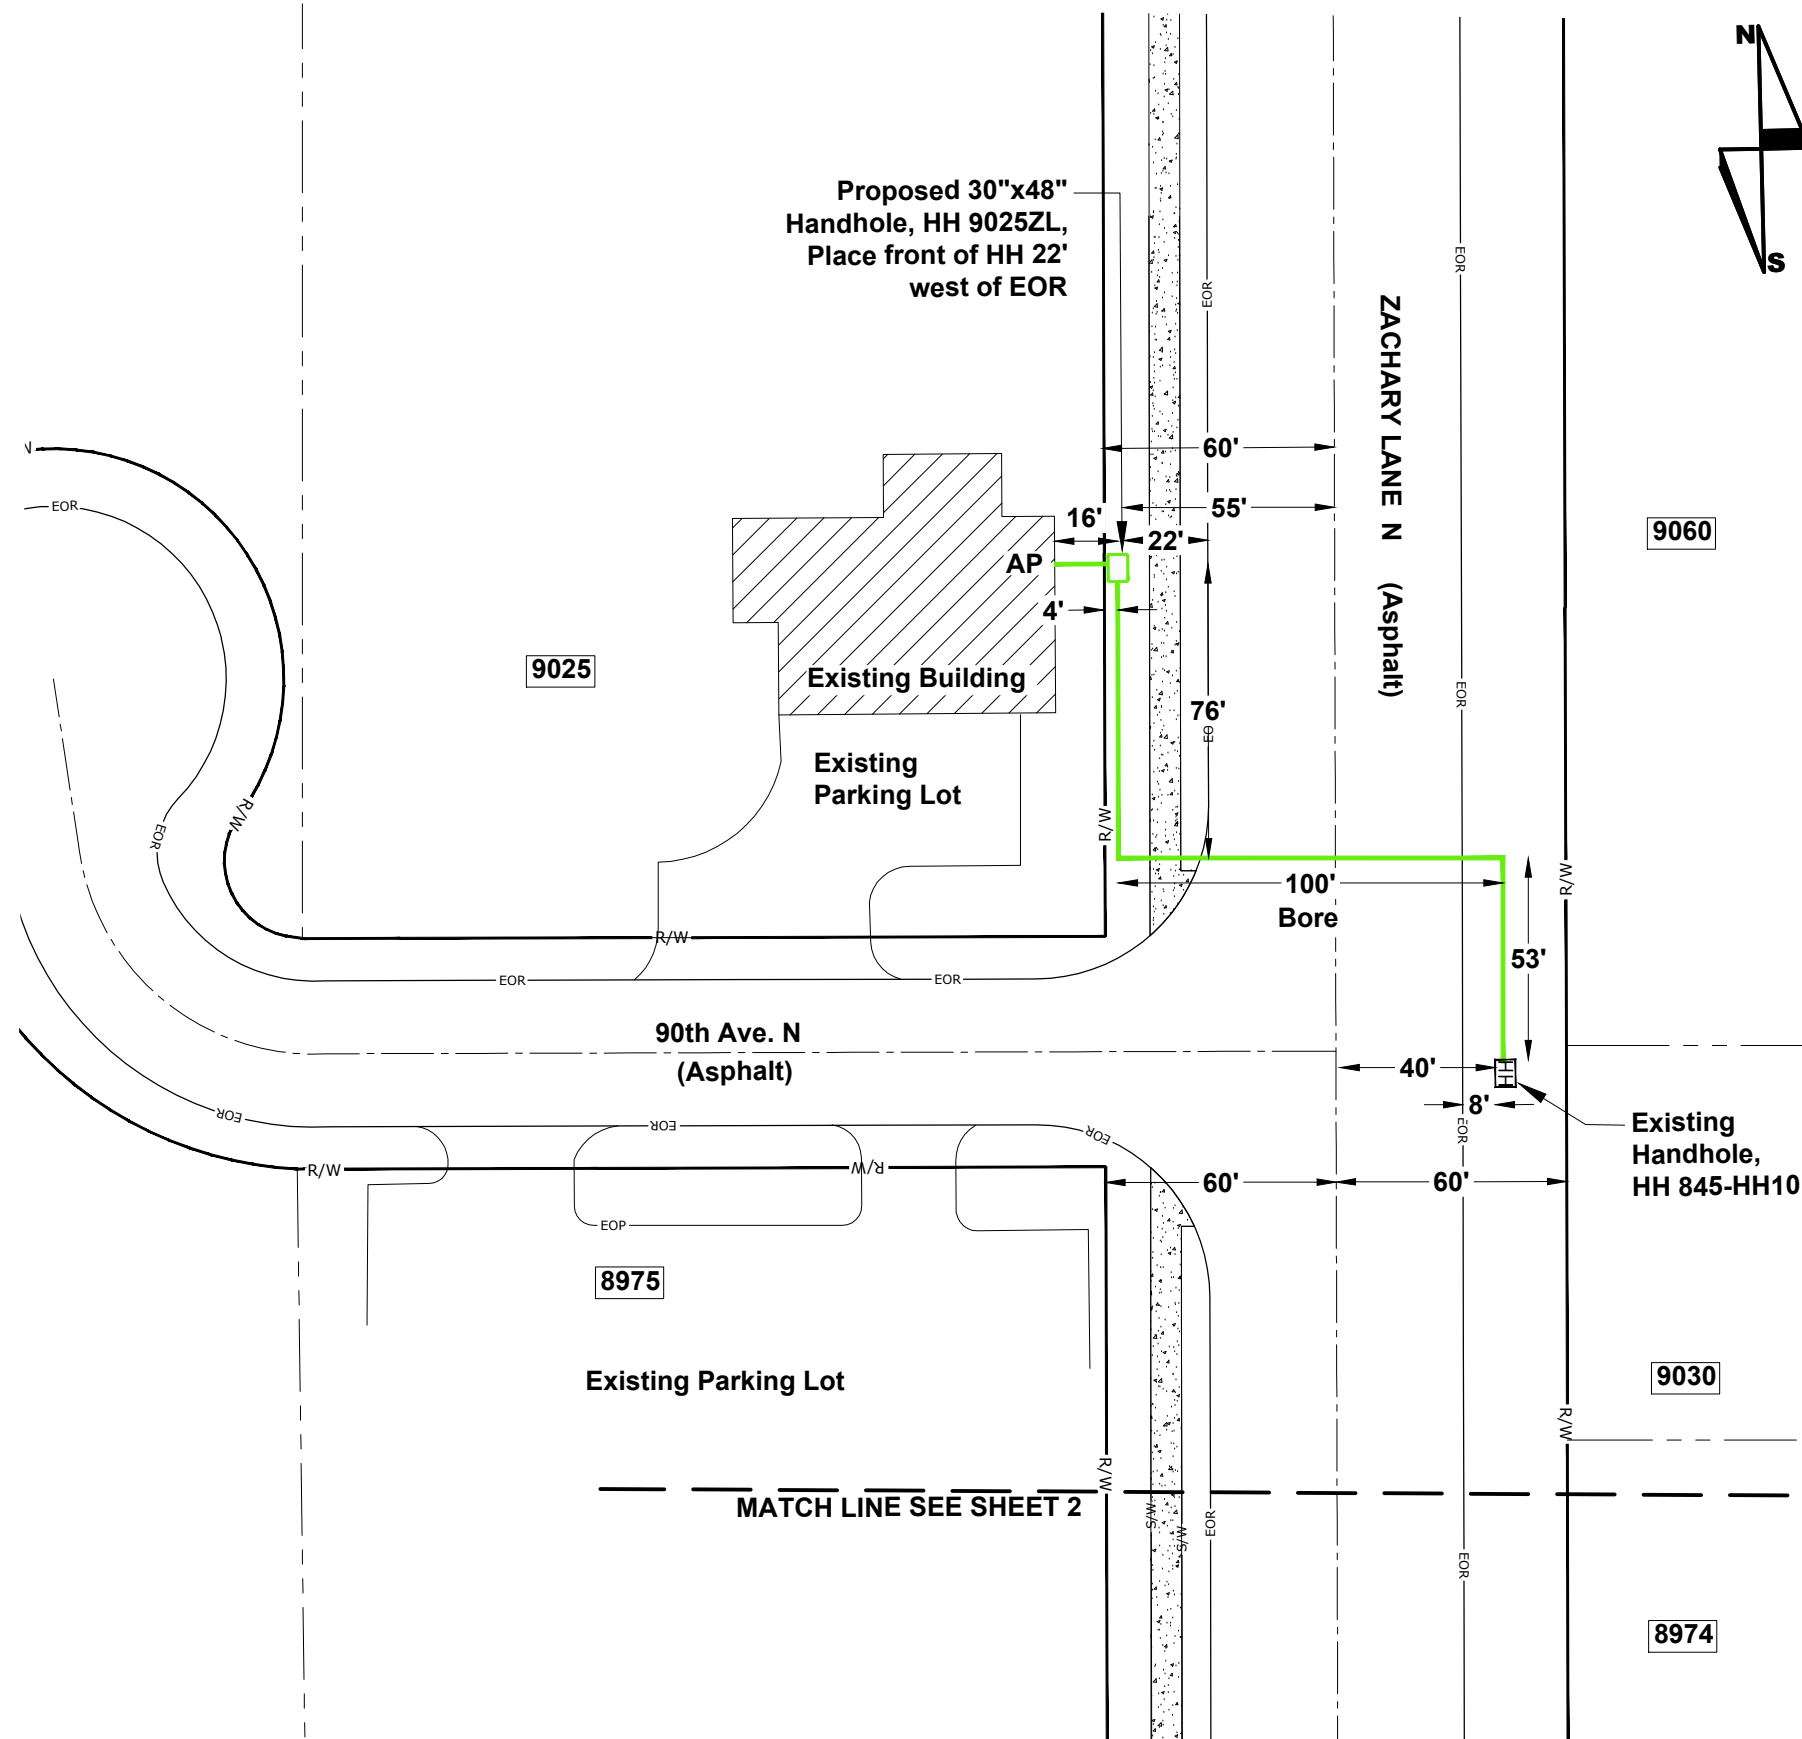 N
S
Proposed 30"x48"
Handhole, HH 9025ZL,
Place front of HH 22'
west of EOR
EOR
EOR
ZACHARY LANE N (Asphalt)
60'
55'
16'
22'
AP
4'
9060
EOR
9025
Existing Building
EOR
76'
Existing
Parking Lot
R/W
EOR
R/W
R/W
100'
Bore
R/W
EOR
EOR
53'
90th Ave. N
(Asphalt)
40'
8'
EOR
EOR
EOR
EOR
Existing
Handhole,
HH 845-HH10
R/W
R/W
60'
60'
EOP
8975
Existing Parking Lot
9030
R/W
R/W
MATCH LINE SEE SHEET 2
S/W
S/W
EOR
EOR
8974